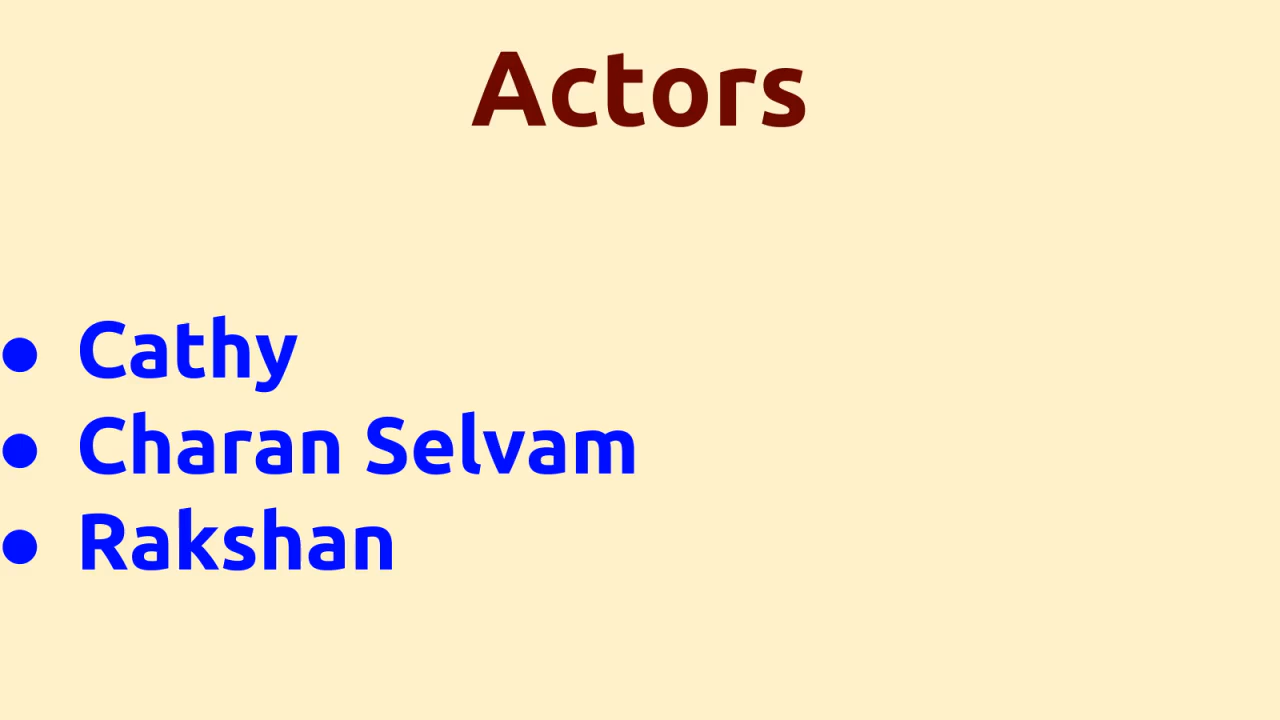 Actors
● Cathy
● Charan Selvam
● Rakshan